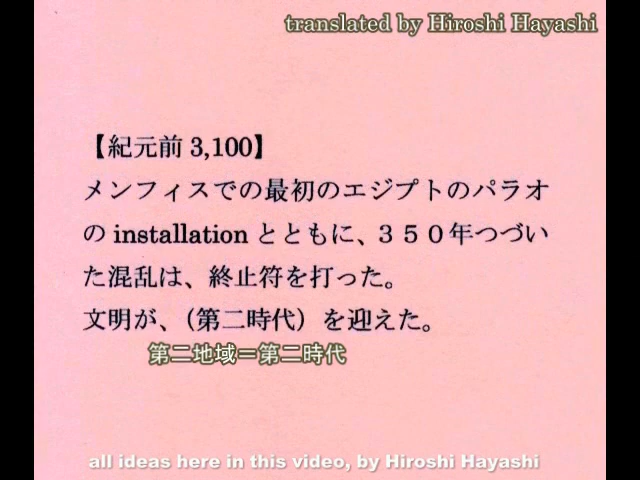 translated by Hiroshi Hayashi
【紀元前 3,100】
メンフィスでの最初のエジプトのパラオ
の installation とともに、３５０年つづい
た混乱は、終止符を打った。
文明が、（第二時代）を迎えた。
第二地域＝第二時代
all ideas here in this video, by Hiroshi Hayashi